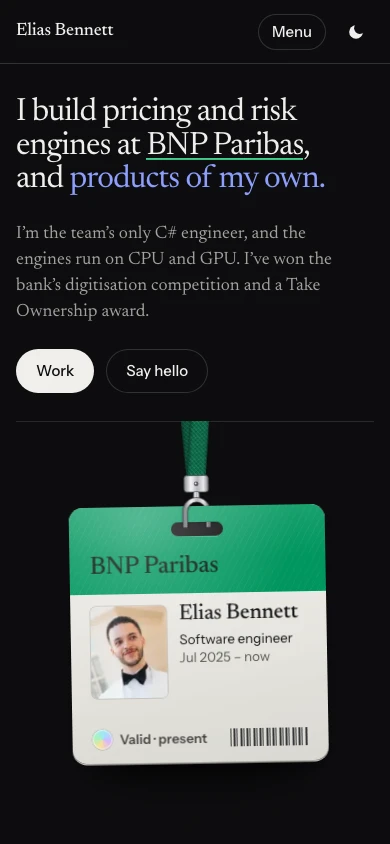 Elias Bennett
Menu
I build pricing and risk
engines at BNP Paribas,
and products of my own.
I'm the team's only C# engineer, and the
engines run on CPU and GPU. I've won the
bank's digitisation competition and a Take
Ownership award.
Work
Say hello
BNP Paribas
Elias Bennett
Software engineer
Jul 2025 – now
Valid · present